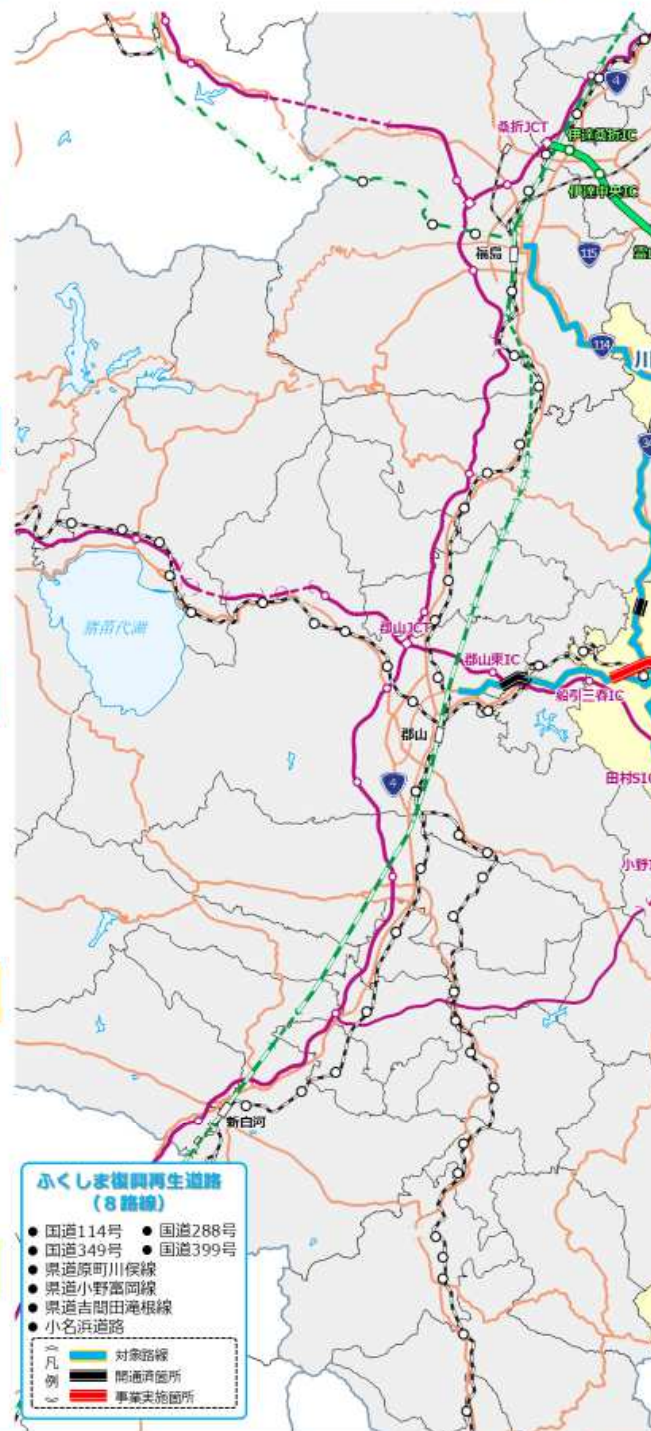 4
桑折JCT
伊達桑折IC
伊達中央IC
115
福島
114
川
猪苗代湖
郡山JCT
郡山東IC
船引三春IC
郡山
4
田村SIC
小野
新白河
ふくしま復興再生道路
(8路線)
● 国道114号 ● 国道288号
● 国道349号 ● 国道399号
● 県道原町川俣線
● 県道小野富岡線
● 県道吉間田滝根線
● 小名浜道路
凡例
対象路線
開通済箇所
事業実施箇所